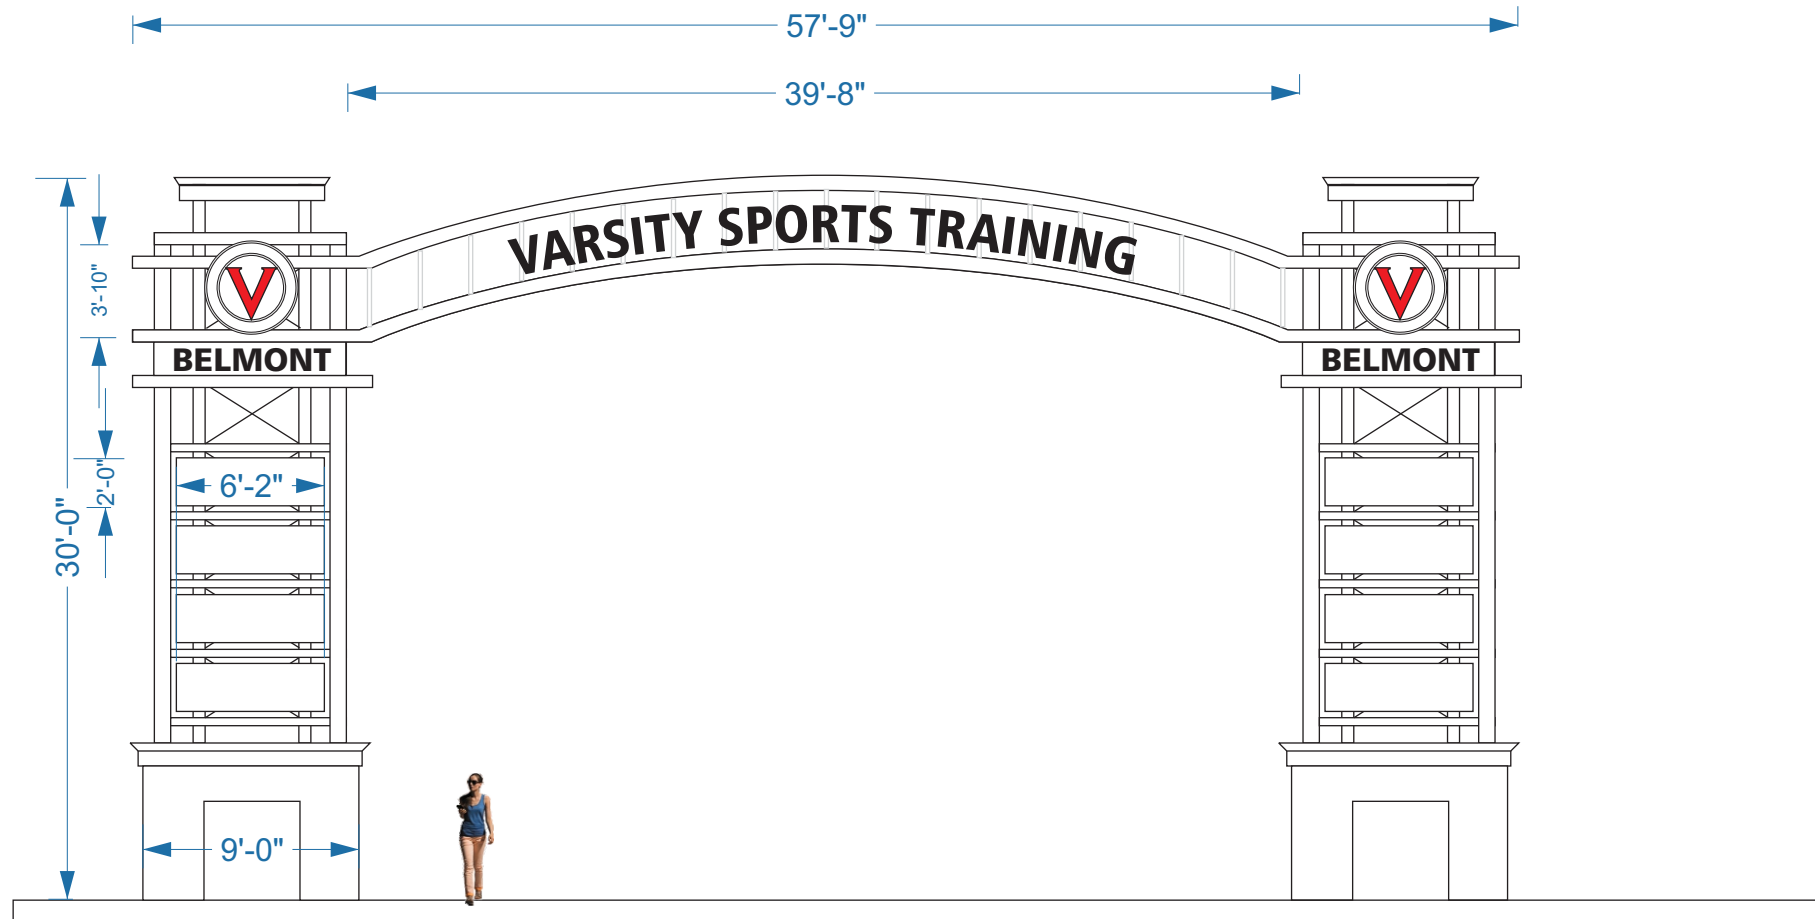 57'-9"
39'-8"
VARSITY SPORTS TRAINING
3'-10"
V
V
BELMONT
BELMONT
2'-0"
6'-2"
30'-0"
9'-0"